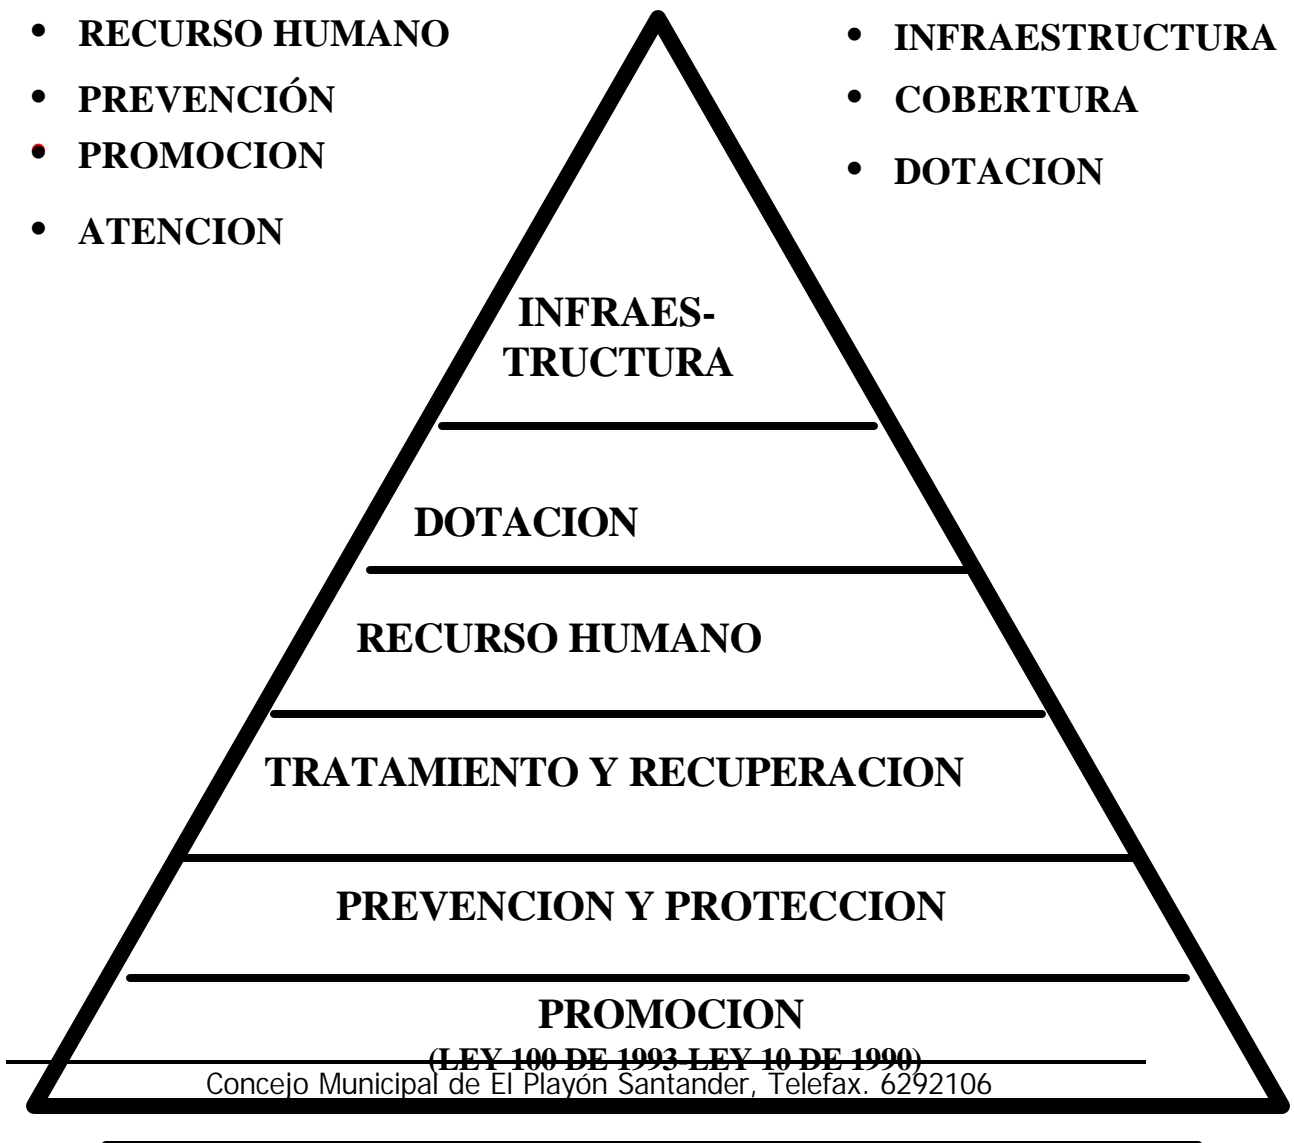 • RECURSO HUMANO
• PREVENCIÓN
• PROMOCION
• ATENCION
• INFRAESTRUCTURA
• COBERTURA
• DOTACION
INFRAES-
TRUCTURA
DOTACION
RECURSO HUMANO
TRATAMIENTO Y RECUPERACION
PREVENCION Y PROTECCION
PROMOCION
(LEY 100 DE 1993-LEY 10 DE 1990)
Concejo Municipal de El Playón Santander, Telefax. 6292106